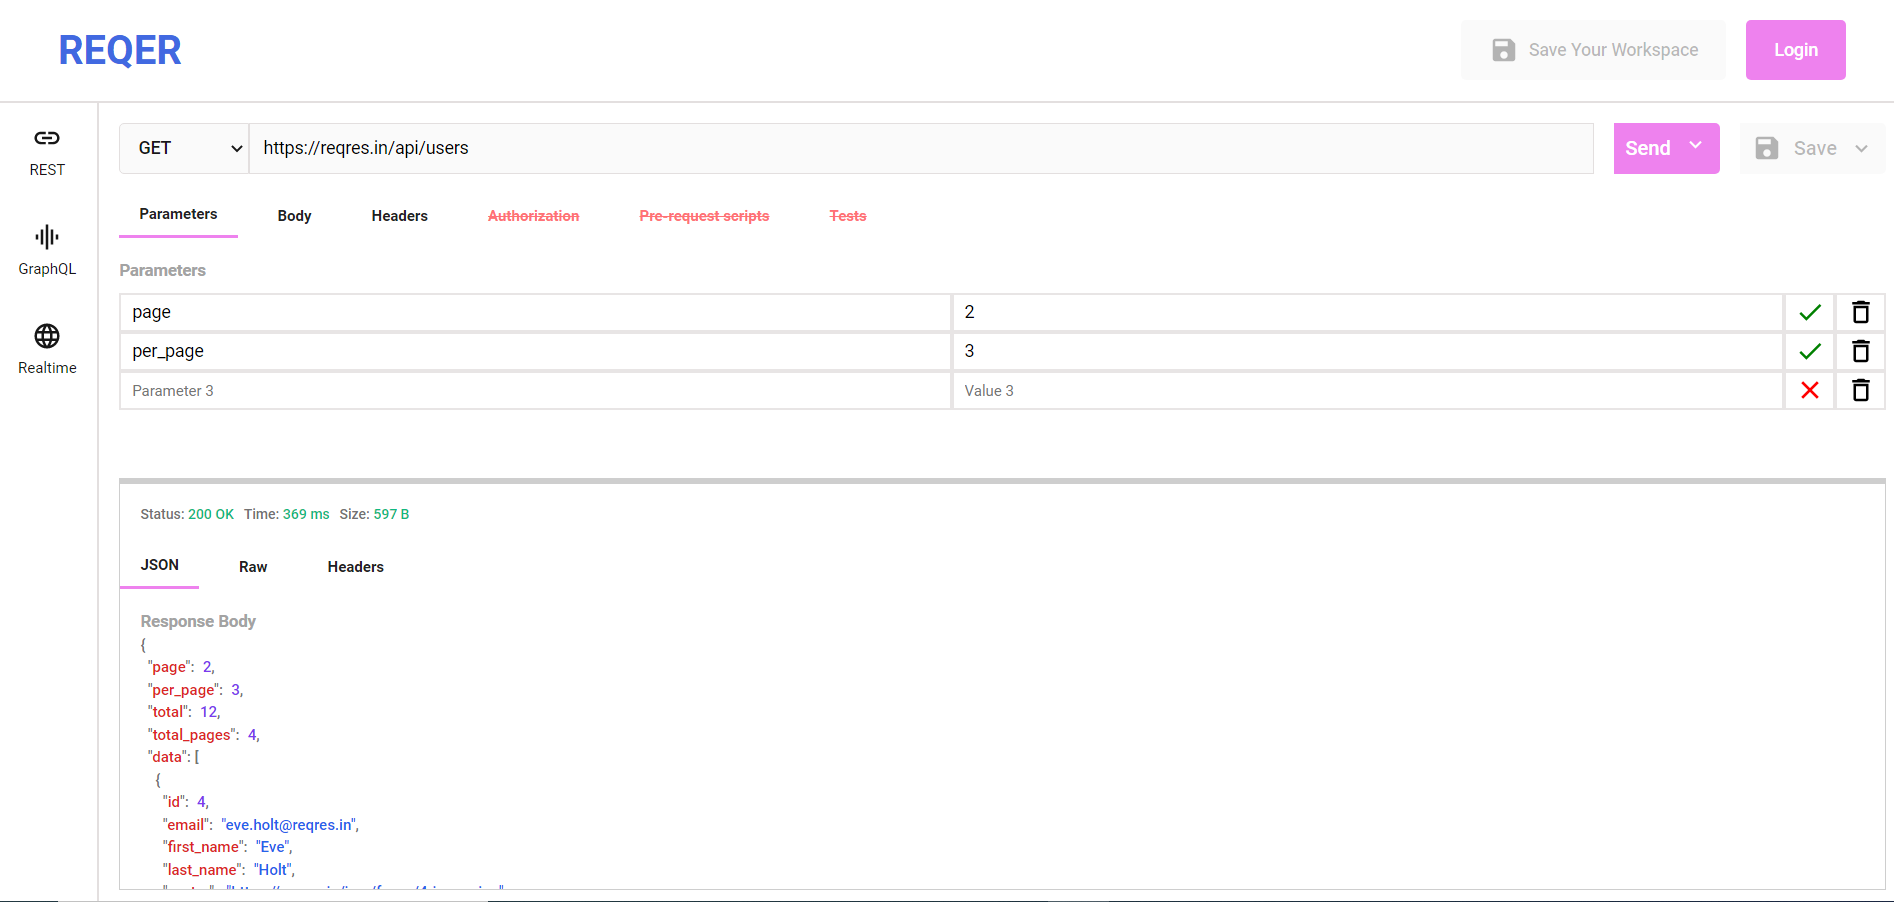 REQER
Save Your Workspace
Login
REST
GraphQL
Realtime
GET
https://reqres.in/api/users
Send
Save
Parameters Body Headers Authorization Pre-request scripts Tests
Parameters
page 2
per_page 3
Parameter 3 Value 3
Status: 200 OK Time: 369 ms Size: 597 B
JSON Raw Headers
Response Body
{
"page": 2,
"per_page": 3,
"total": 12,
"total_pages": 4,
"data": [
{
"id": 4,
"email": "eve.holt@reqres.in",
"first_name": "Eve",
"last_name": "Holt",